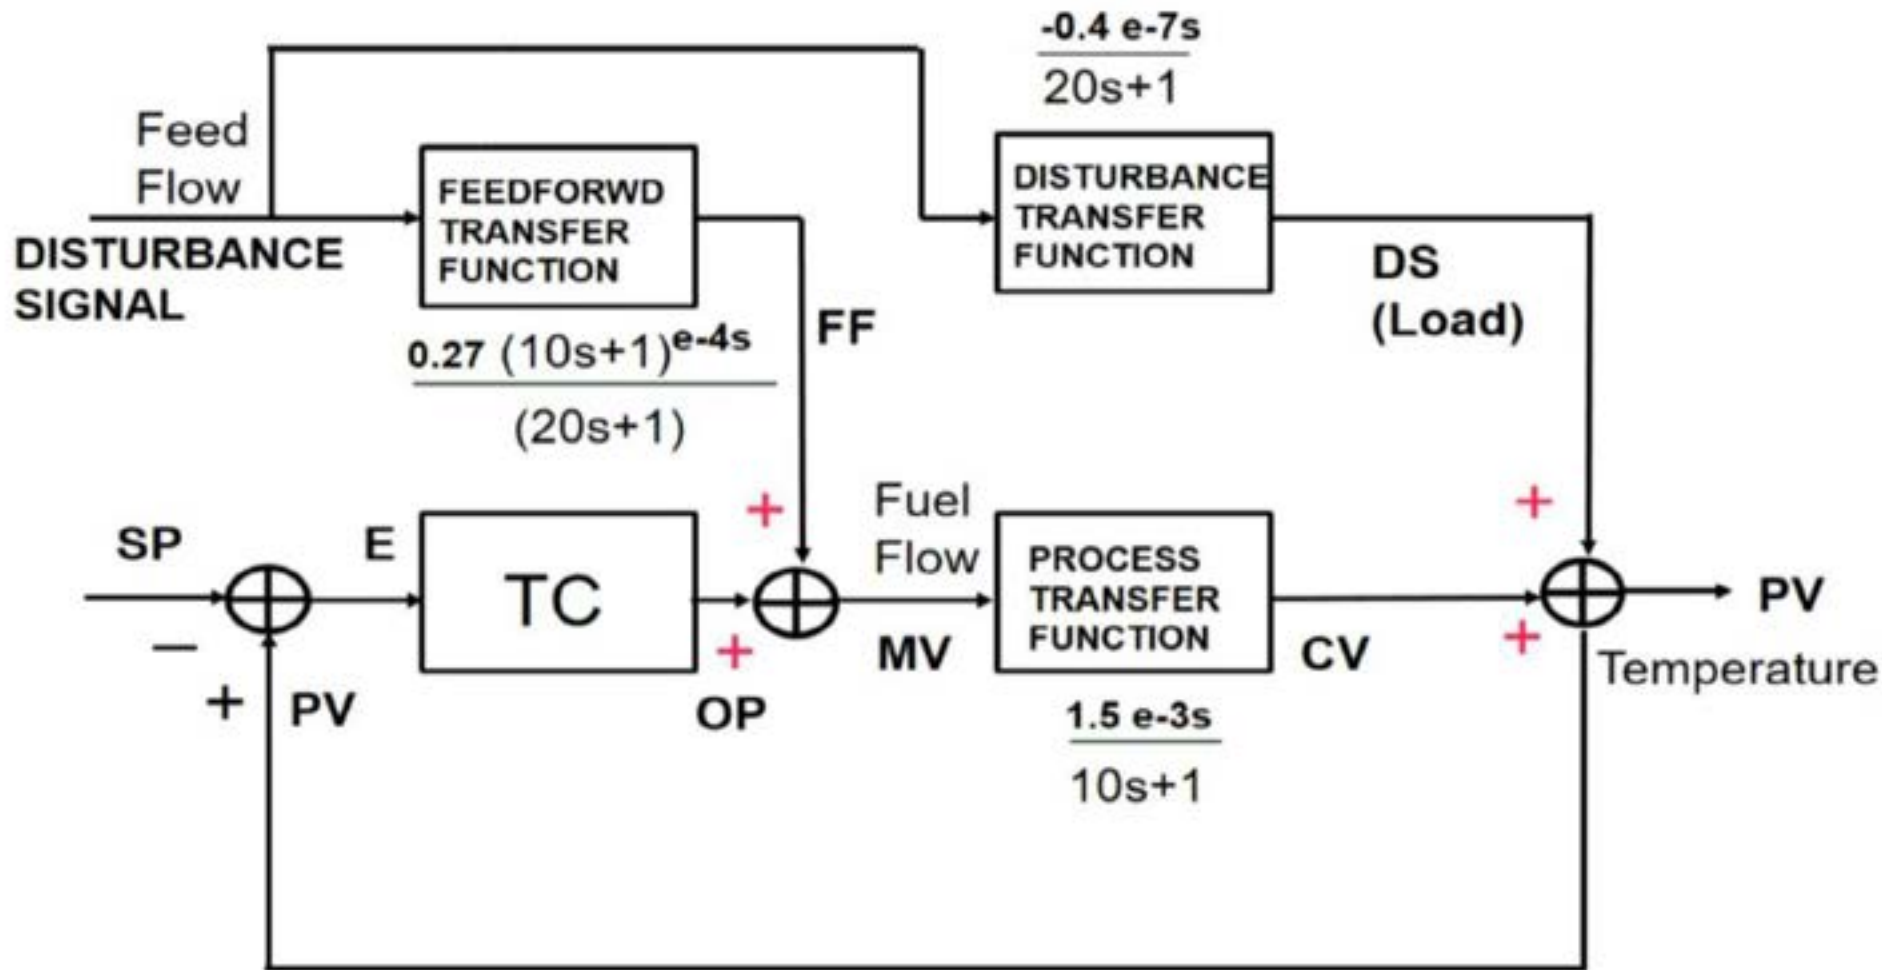 -0.4 e-7s
20s+1
Feed
Flow
DISTURBANCE
SIGNAL
FEEDFORWD
TRANSFER
FUNCTION
0.27 (10s+1)e-4s
(20s+1)
FF
DISTURBANCE
TRANSFER
FUNCTION
DS
(Load)
SP
−
+
PV
E
TC
+
+
OP
Fuel
Flow
MV
PROCESS
TRANSFER
FUNCTION
1.5 e-3s
10s+1
CV
+
+
PV
Temperature